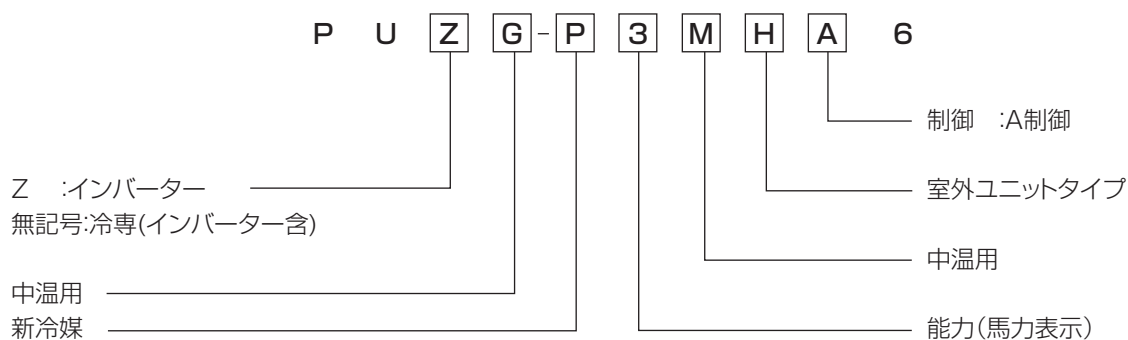 P U Z G-P 3 M H A 6
制御 :A制御
Z :インバーター
室外ユニットタイプ
無記号:冷専(インバーター含)
中温用
中温用
新冷媒
能力(馬力表示)